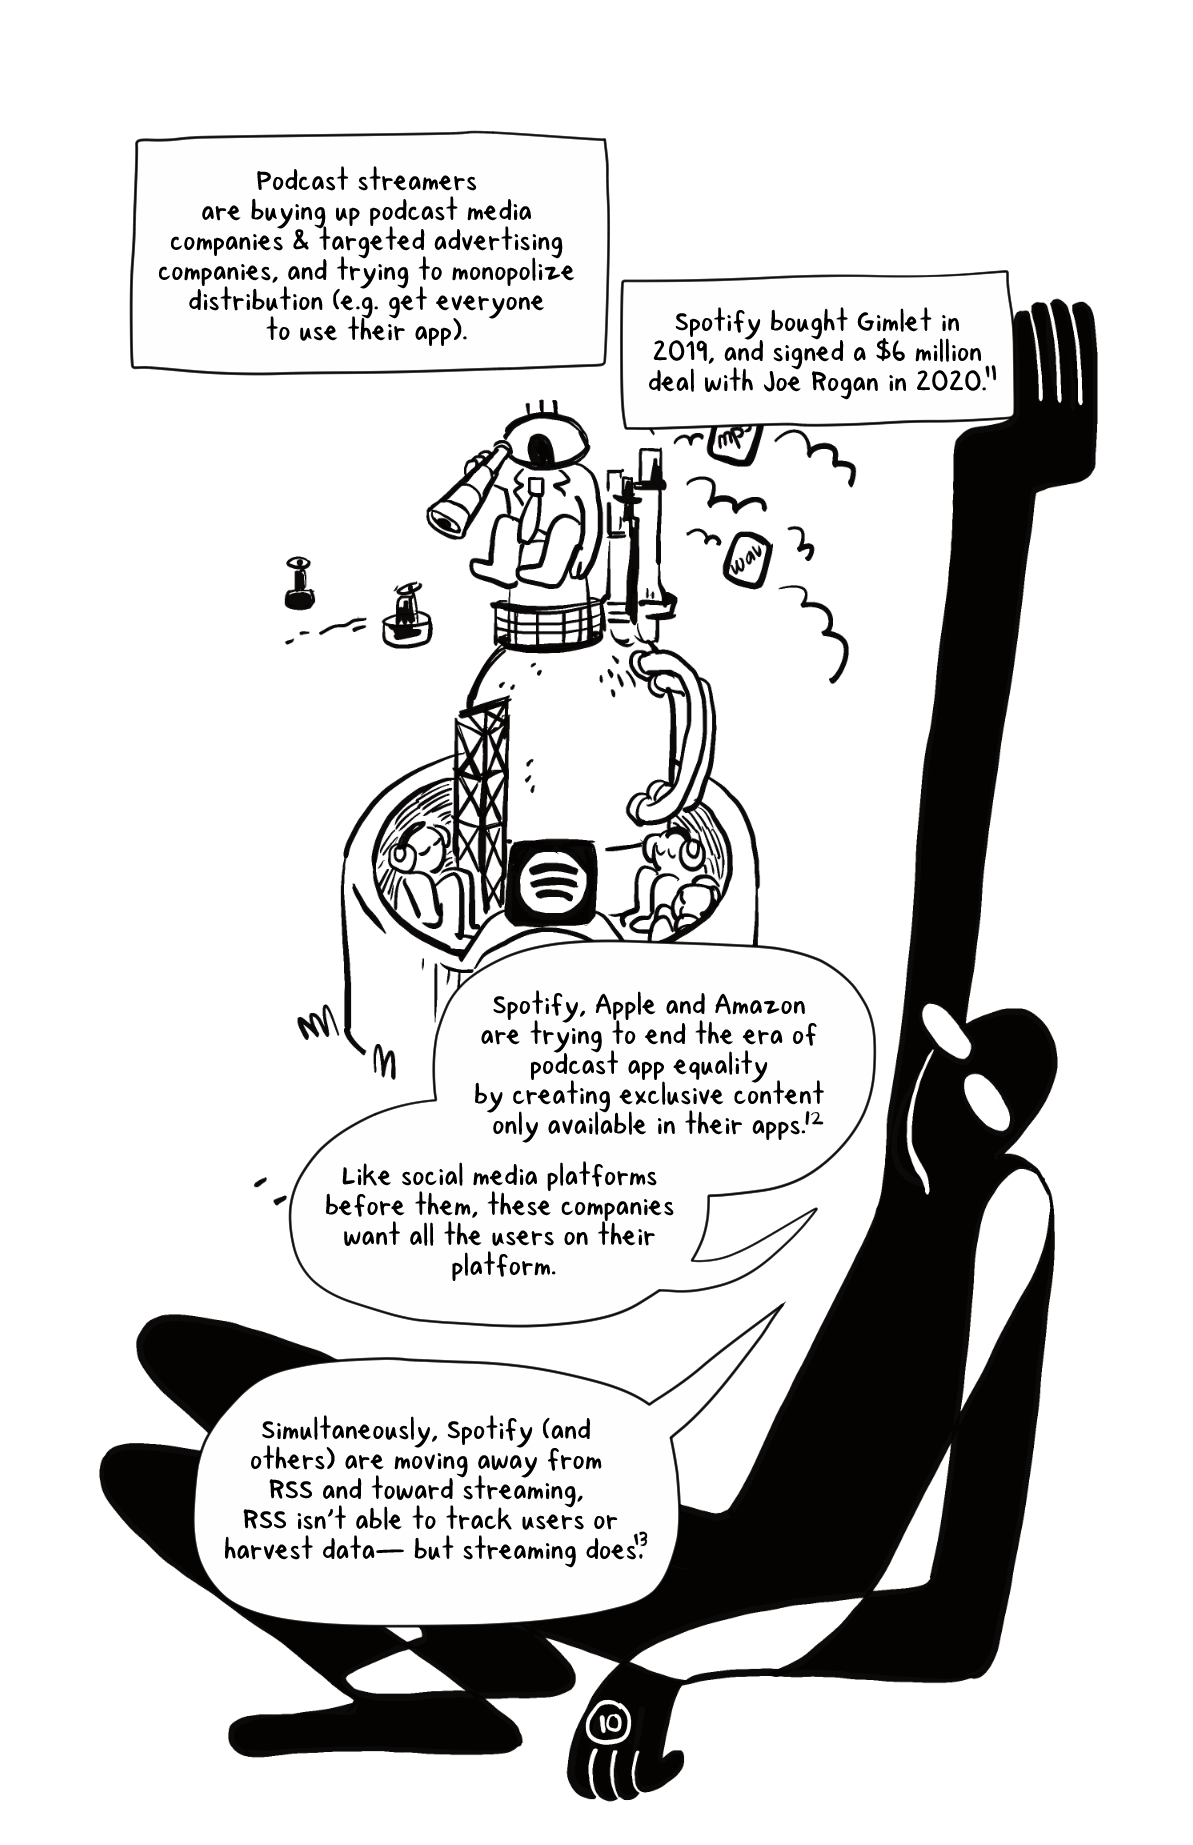 Podcast streamers
are buying up podcast media
companies & targeted advertising
companies, and trying to monopolize
distribution (e.g. get everyone
to use their app).
Spotify bought Gimlet in
2019, and signed a $6 million
deal with Joe Rogan in 2020.11
mp3
wav
Spotify, Apple and Amazon
are trying to end the era of
podcast app equality
by creating exclusive content
only available in their apps.12
Like social media platforms
before them, these companies
want all the users on their
platform.
Simultaneously, Spotify (and
others) are moving away from
RSS and toward streaming,
RSS isn't able to track users or
harvest data— but streaming does.13
10